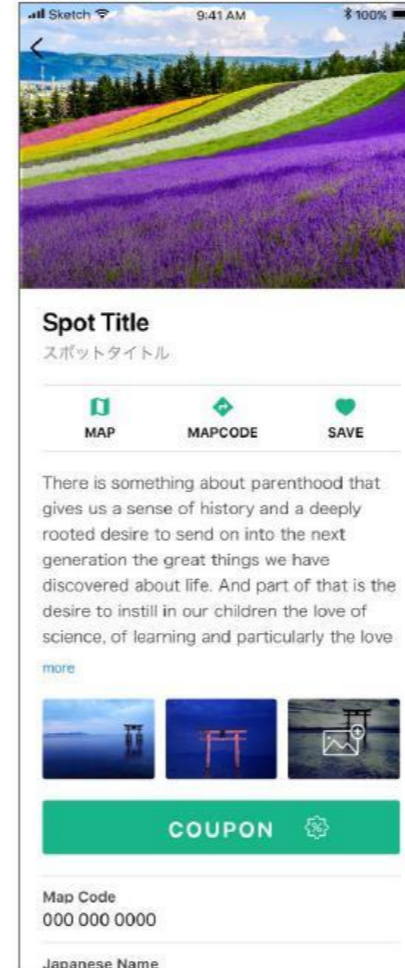 Sketch 9:41 AM 100%
Spot Title
スポットタイトル
MAP MAPCODE SAVE
There is something about parenthood that
gives us a sense of history and a deeply
rooted desire to send on into the next
generation the great things we have
discovered about life. And part of that is the
desire to instill in our children the love of
science, of learning and particularly the love
more
COUPON %
Map Code
000 000 0000
Japanese Name